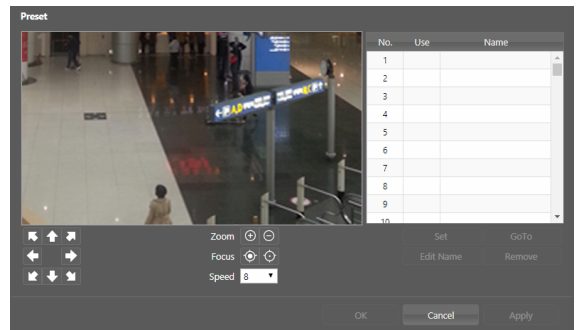 Preset
No. Use Name
1
2
3
4
5
6
7
8
9
10
A,D
Zoom
Focus
Speed 8
Set GoTo
Edit Name Remove
OK Cancel Apply